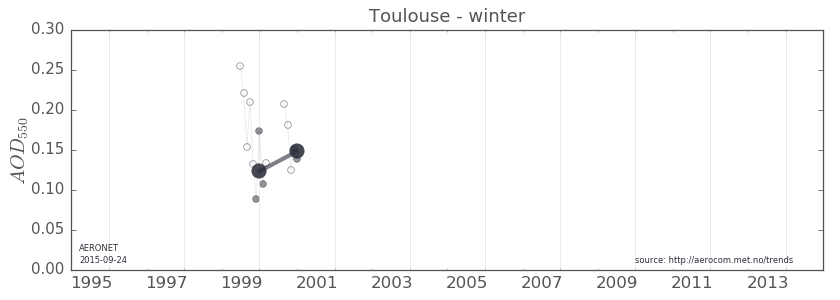 Toulouse - winter
0.30
0.25
0.20
0.15
0.10
0.05
0.00
AOD550
AERONET
2015-09-24
source: http://aerocom.met.no/trends
1995 1997 1999 2001 2003 2005 2007 2009 2011 2013